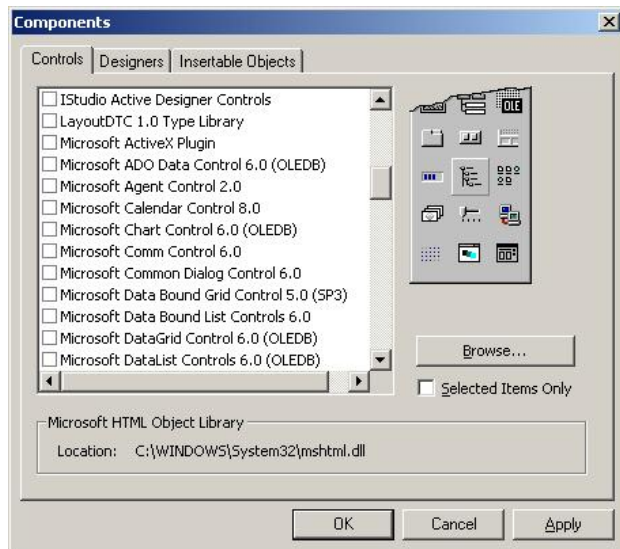 Components
Controls
Designers
Insertable Objects
IStudio Active Designer Controls
LayoutDTC 1.0 Type Library
Microsoft ActiveX Plugin
Microsoft ADO Data Control 6.0 (OLEDB)
Microsoft Agent Control 2.0
Microsoft Calendar Control 8.0
Microsoft Chart Control 6.0 (OLEDB)
Microsoft Comm Control 6.0
Microsoft Common Dialog Control 6.0
Microsoft Data Bound Grid Control 5.0 (SP3)
Microsoft Data Bound List Controls 6.0
Microsoft DataGrid Control 6.0 (OLEDB)
Microsoft DataList Controls 6.0 (OLEDB)
OLE
Browse...
Selected Items Only
Microsoft HTML Object Library
Location: C:\WINDOWS\System32\mshtml.dll
OK
Cancel
Apply